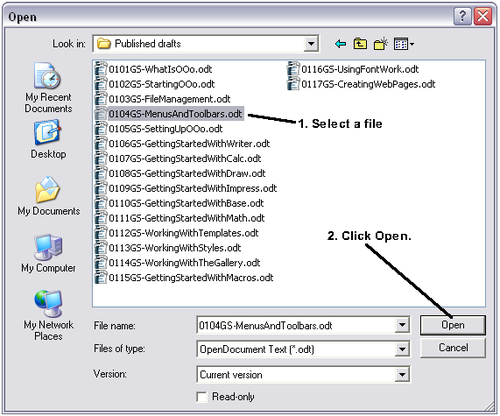 Open
Look in:
Published drafts
My Recent
Documents
Desktop
My Documents
My Computer
My Network
Places
0101GS-WhatIsOOo.odt
0102GS-StartingOOo.odt
0103GS-FileManagement.odt
0104GS-MenusAndToolbars.odt
0105GS-SettingUpOOo.odt
0106GS-GettingStartedWithWriter.odt
0107GS-GettingStartedWithCalc.odt
0108GS-GettingStartedWithDraw.odt
0109GS-GettingStartedWithImpress.odt
0110GS-GettingStartedWithBase.odt
0111GS-GettingStartedWithMath.odt
0112GS-WorkingWithTemplates.odt
0113GS-WorkingWithStyles.odt
0114GS-WorkingWithTheGallery.odt
0115GS-GettingStartedWithMacros.odt
0116GS-UsingFontWork.odt
0117GS-CreatingWebPages.odt
1. Select a file
2. Click Open.
File name:
0104GS-MenusAndToolbars.odt
Open
Files of type:
OpenDocument Text (*.odt)
Cancel
Version:
Current version
Read-only